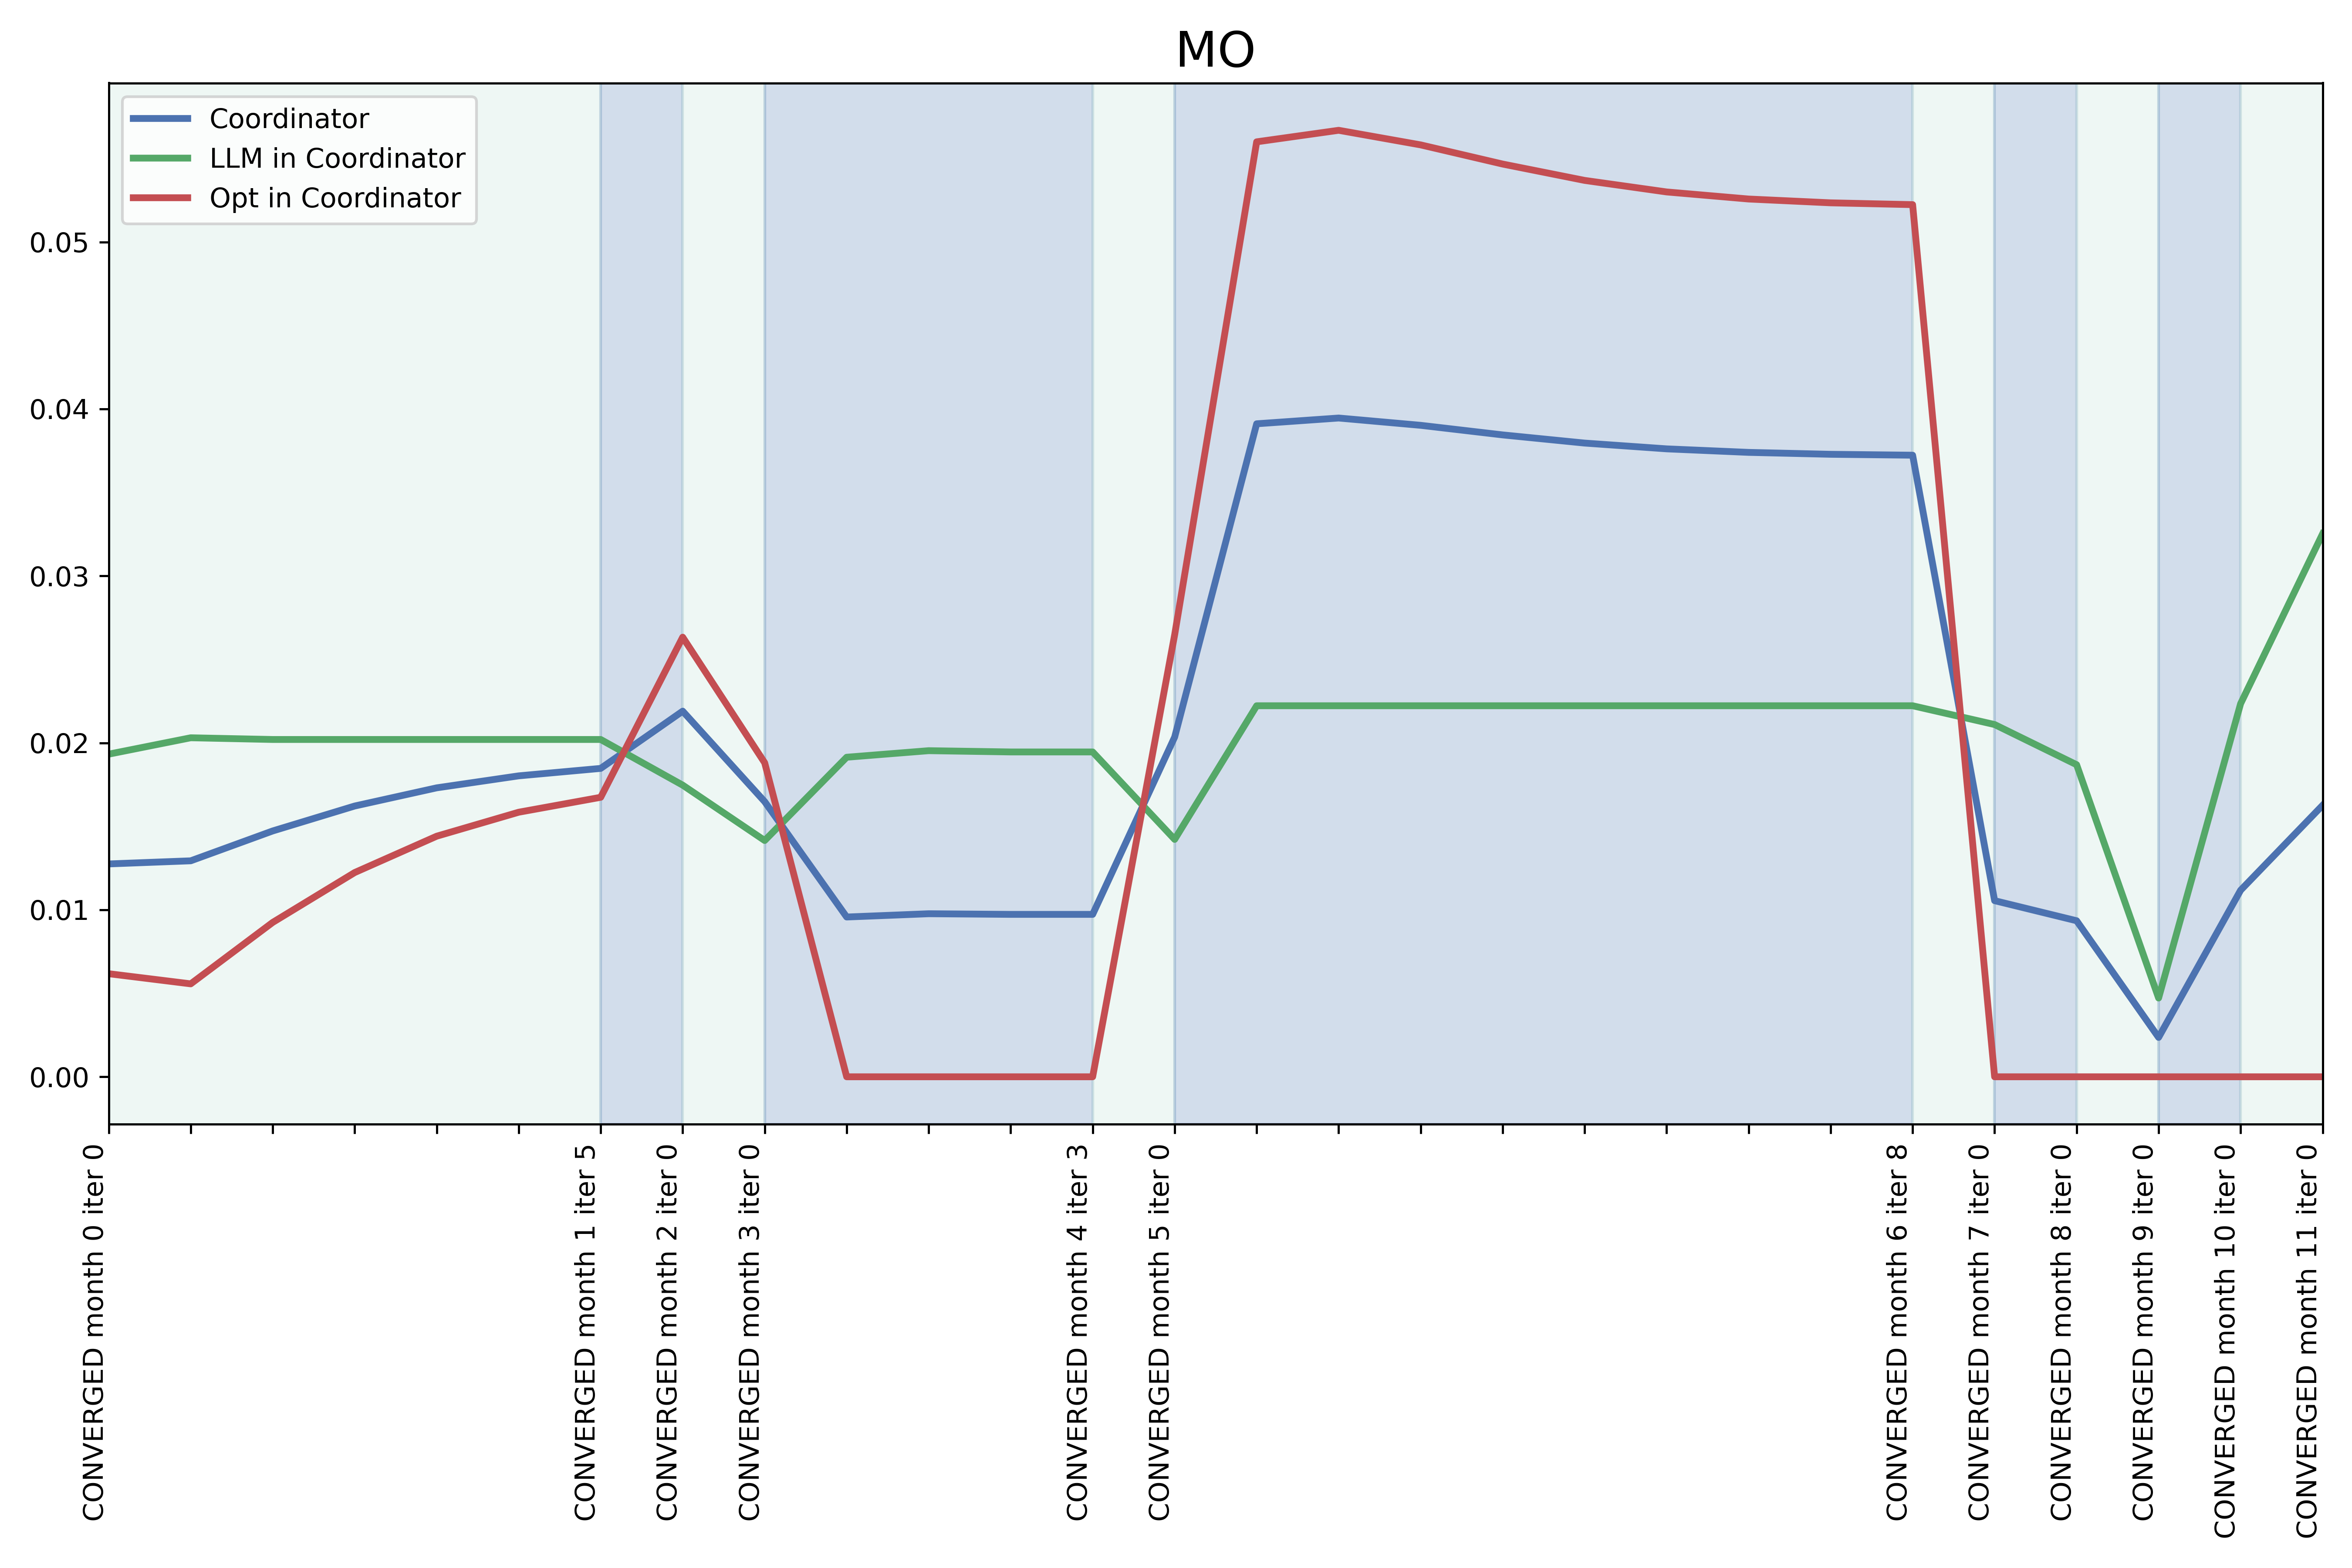 MO
Coordinator
LLM in Coordinator
Opt in Coordinator
0.05
0.04
0.03
0.02
0.01
0.00
CONVERGED month 0 iter 0
CONVERGED month 1 iter 5
CONVERGED month 2 iter 0
CONVERGED month 3 iter 0
CONVERGED month 4 iter 3
CONVERGED month 5 iter 0
CONVERGED month 6 iter 8
CONVERGED month 7 iter 0
CONVERGED month 8 iter 0
CONVERGED month 9 iter 0
CONVERGED month 10 iter 0
CONVERGED month 11 iter 0